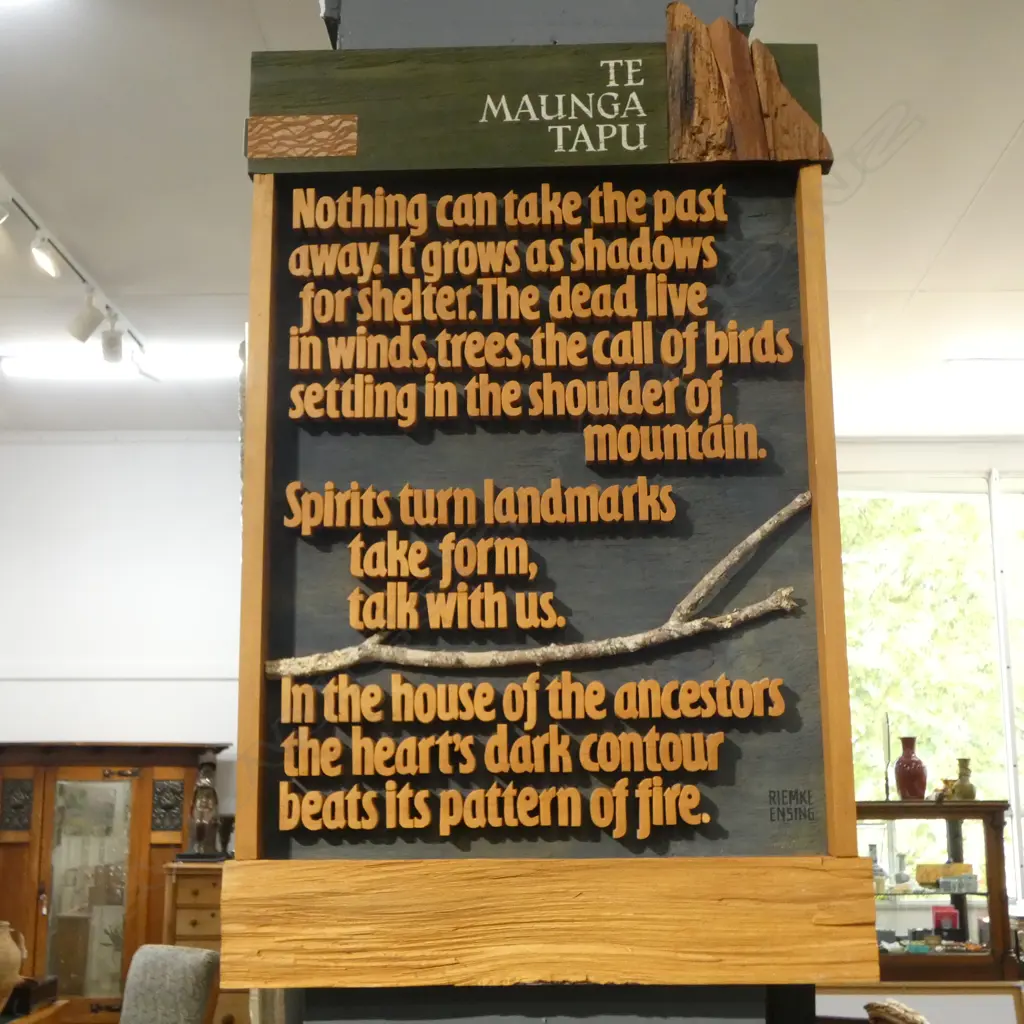 TE
MAUNGA
TAPU
Nothing can take the past
away. It grows as shadows
for shelter. The dead live
in winds, trees, the call of birds
settling in the shoulder of
mountain.
Spirits turn landmarks
take form,
talk with us.
In the house of the ancestors
the heart's dark contour
beats its pattern of fire.
RIEMKE
ENSING